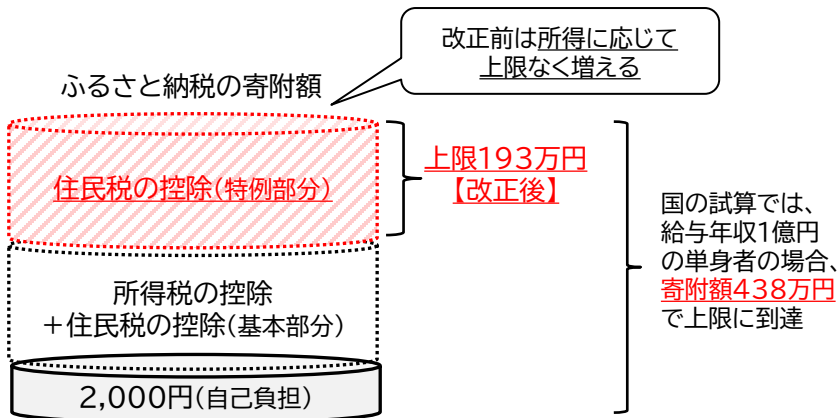 改正前は所得に応じて
上限なく増える
ふるさと納税の寄附額
住民税の控除(特例部分)
上限193万円
【改正後】
所得税の控除
＋住民税の控除(基本部分)
2,000円(自己負担)
国の試算では、
給与年収1億円
の単身者の場合、
寄附額438万円
で上限に到達